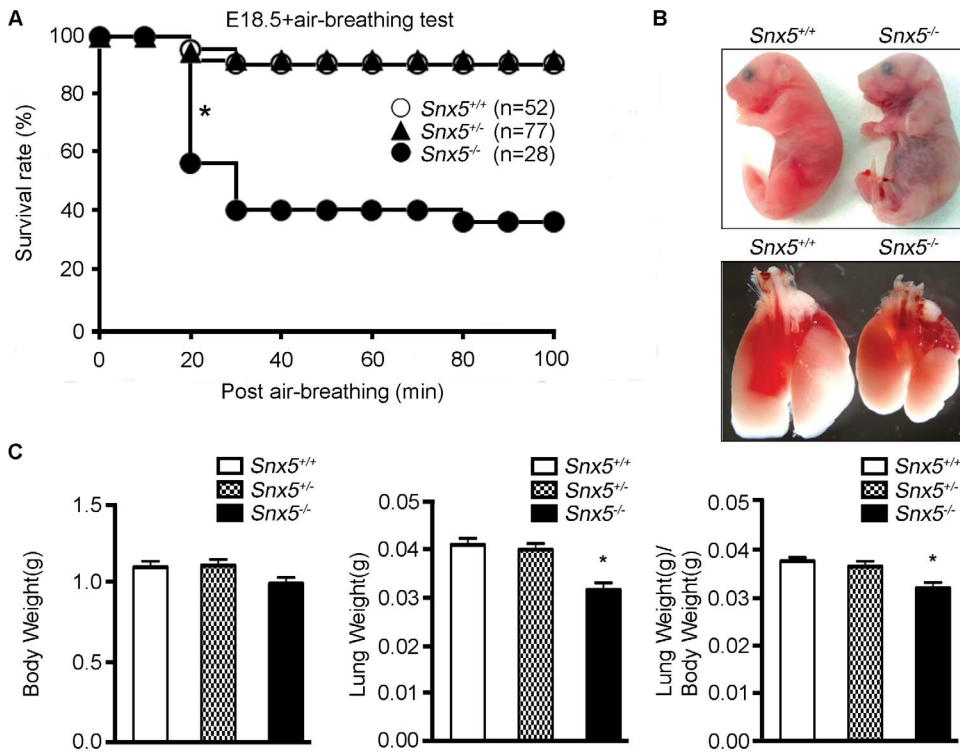 A
E18.5+air-breathing test
100
80
60
40
20
0
Survival rate (%)
*
Snx5+/+ (n=52)
Snx5+/- (n=77)
Snx5-/- (n=28)
0 20 40 60 80 100
Post air-breathing (min)
B
Snx5+/+ Snx5-/-
Snx5+/+ Snx5-/-
C
Snx5+/+
Snx5+/-
Snx5-/-
1.5
1.0
0.5
0.0
Body Weight(g)
Snx5+/+
Snx5+/-
Snx5-/-
0.05
0.04
0.03
0.02
0.01
0.00
Lung Weight(g)
*
Snx5+/+
Snx5+/-
Snx5-/-
0.05
0.04
0.03
0.02
0.01
0.00
Lung Weight(g)/
Body Weight(g)
*